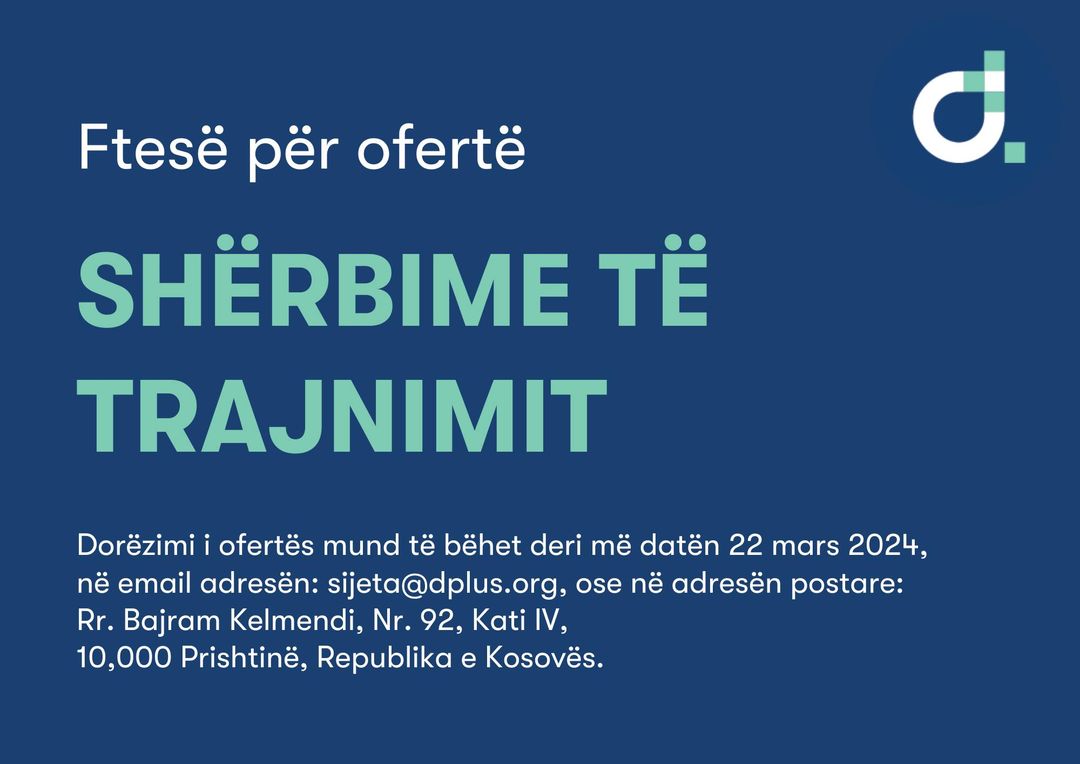 Ftesë për ofertë
SHËRBIME TË
TRAJNIMIT
Dorëzimi i ofertës mund të bëhet deri më datën 22 mars 2024,
në email adresën: sijeta@dplus.org, ose në adresën postare:
Rr. Bajram Kelmendi, Nr. 92, Kati IV,
10,000 Prishtinë, Republika e Kosovës.